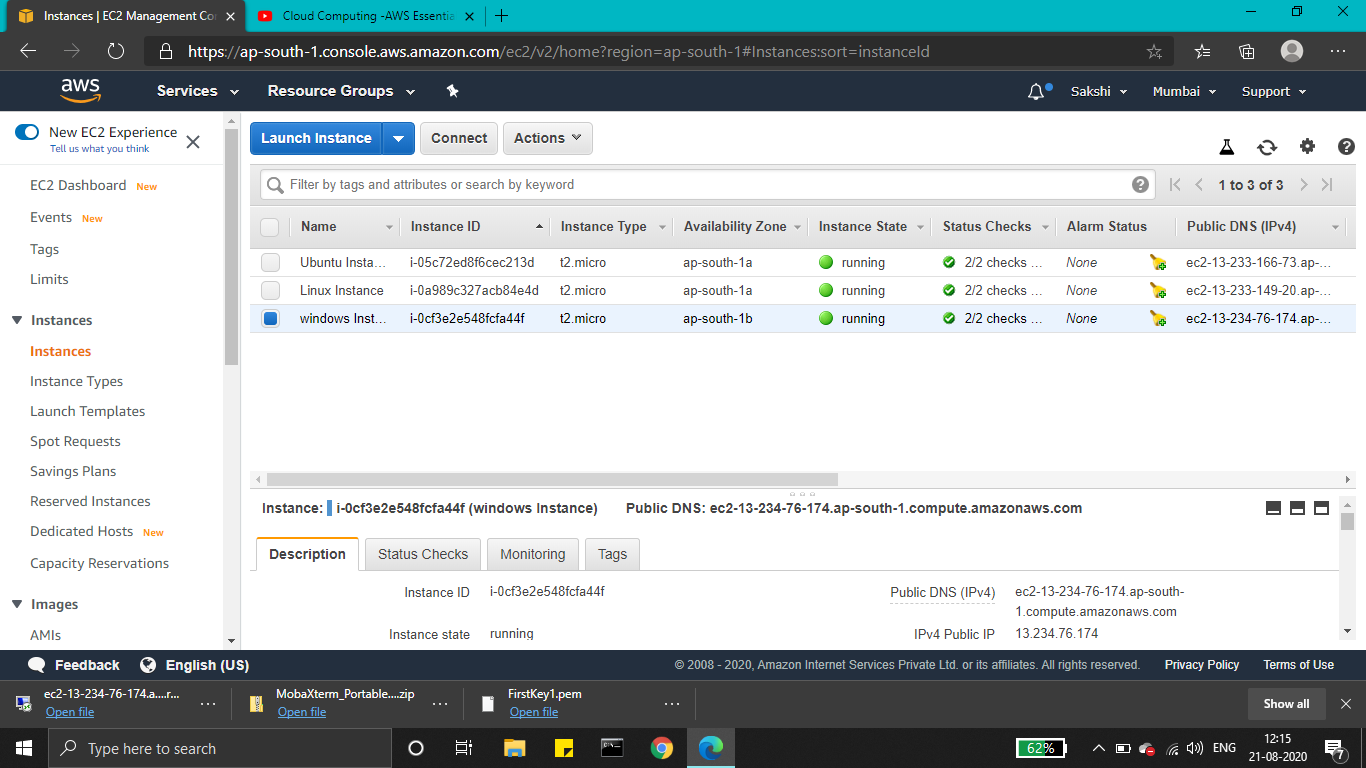 Instances | EC2 Management Con
Cloud Computing -AWS Essentia
https://ap-south-1.console.aws.amazon.com/ec2/v2/home?region=ap-south-1#Instances:sort=instanceId
aws
Services
Resource Groups
Sakshi
Mumbai
Support
New EC2 Experience
Tell us what you think
EC2 Dashboard New
Events New
Tags
Limits
Instances
Instances
Instance Types
Launch Templates
Spot Requests
Savings Plans
Reserved Instances
Dedicated Hosts New
Capacity Reservations
Images
AMIs
Launch Instance
Connect
Actions
Filter by tags and attributes or search by keyword
1 to 3 of 3
Name Instance ID Instance Type Availability Zone Instance State Status Checks Alarm Status Public DNS (IPv4)
Ubuntu Insta... i-05c72ed8f6cec213d t2.micro ap-south-1a running 2/2 checks ... None ec2-13-233-166-73.ap-...
Linux Instance i-0a989c327acb84e4d t2.micro ap-south-1a running 2/2 checks ... None ec2-13-233-149-20.ap-...
windows Inst... i-0cf3e2e548fcfa44f t2.micro ap-south-1b running 2/2 checks ... None ec2-13-234-76-174.ap-...
Instance: i-0cf3e2e548fcfa44f (windows Instance) Public DNS: ec2-13-234-76-174.ap-south-1.compute.amazonaws.com
Description
Status Checks
Monitoring
Tags
Instance ID i-0cf3e2e548fcfa44f
Public DNS (IPv4) ec2-13-234-76-174.ap-south-
1.compute.amazonaws.com
Instance state running
IPv4 Public IP 13.234.76.174
Feedback
English (US)
© 2008 - 2020, Amazon Internet Services Private Ltd. or its affiliates. All rights reserved.
Privacy Policy
Terms of Use
ec2-13-234-76-174.a....r...
Open file
MobaXterm_Portable....zip
Open file
FirstKey1.pem
Open file
Show all
Type here to search
62%
ENG
12:15
21-08-2020
7